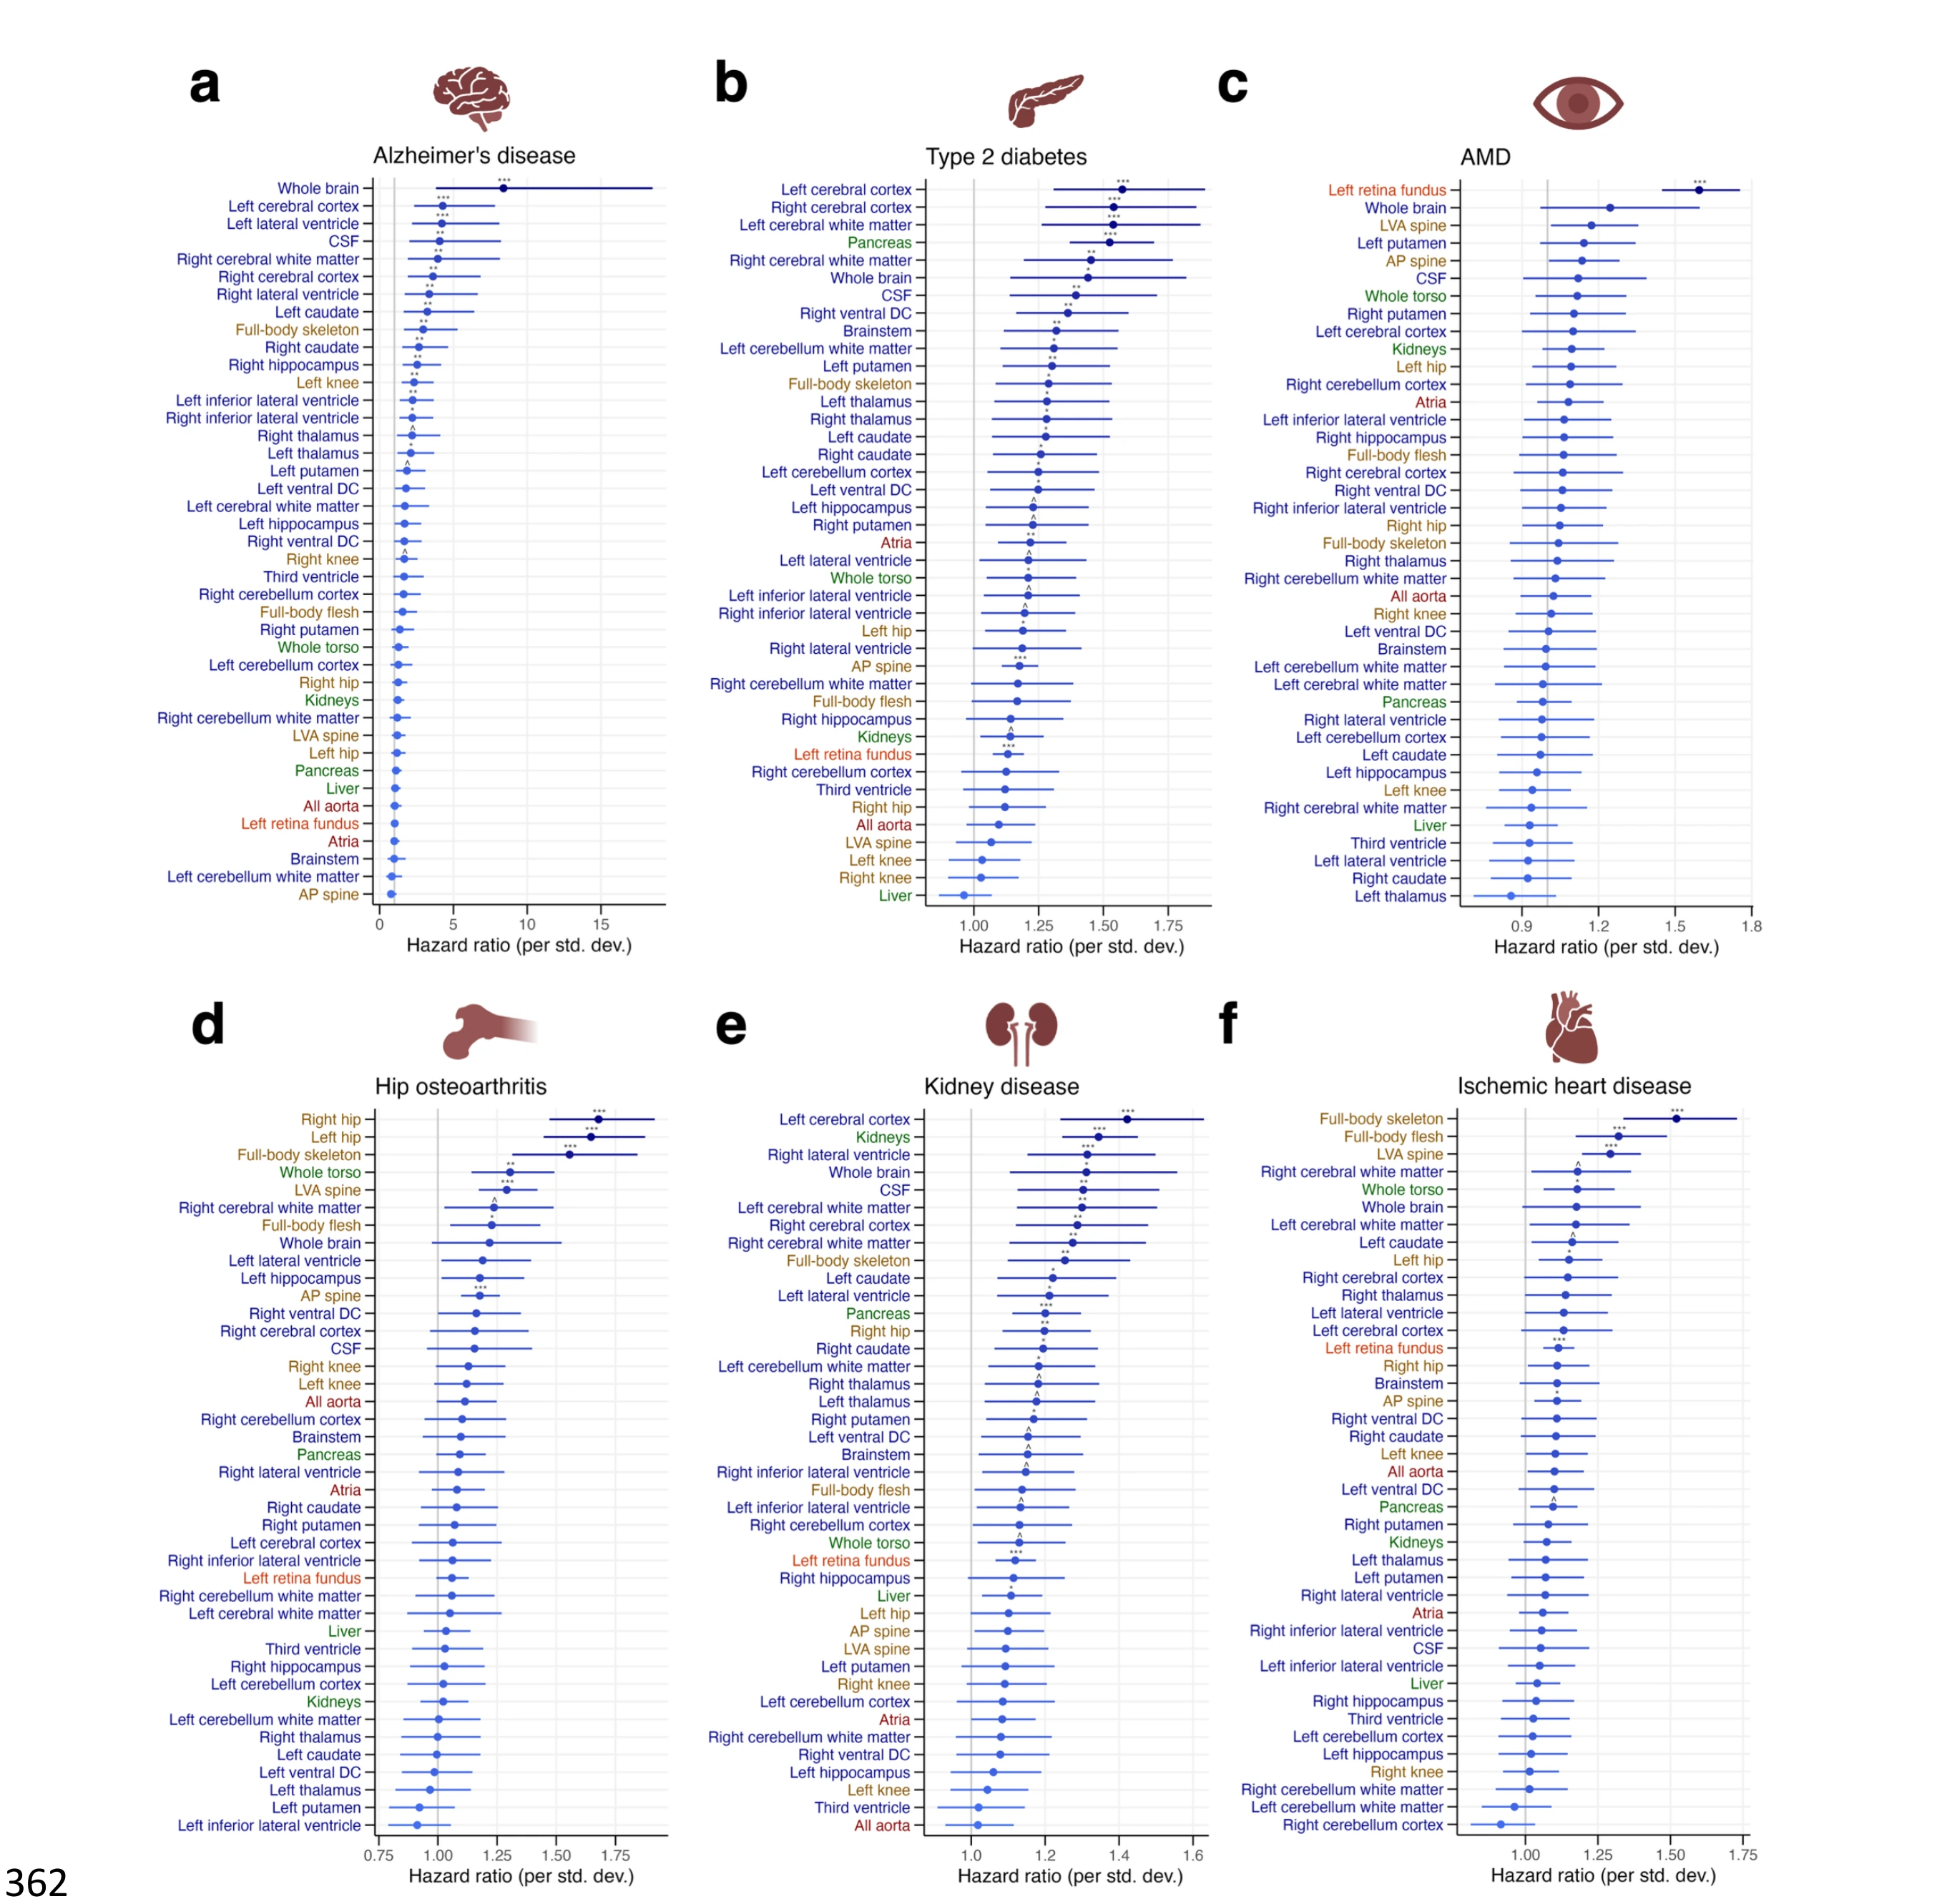 a
Alzheimer's disease
Whole brain
Left cerebral cortex
Left lateral ventricle
CSF
Right cerebral white matter
Right cerebral cortex
Right lateral ventricle
Left caudate
Full-body skeleton
Right caudate
Right hippocampus
Left knee
Left inferior lateral ventricle
Right inferior lateral ventricle
Right thalamus
Left thalamus
Left putamen
Left ventral DC
Left cerebral white matter
Left hippocampus
Right ventral DC
Right knee
Third ventricle
Right cerebellum cortex
Full-body flesh
Right putamen
Whole torso
Left cerebellum cortex
Right hip
Kidneys
Right cerebellum white matter
LVA spine
Left hip
Pancreas
Liver
All aorta
Left retina fundus
Atria
Brainstem
Left cerebellum white matter
AP spine
0 5 10 15
Hazard ratio (per std. dev.)
b
Type 2 diabetes
Left cerebral cortex
Right cerebral cortex
Left cerebral white matter
Pancreas
Right cerebral white matter
Whole brain
CSF
Right ventral DC
Brainstem
Left cerebellum white matter
Left putamen
Full-body skeleton
Left thalamus
Right thalamus
Left caudate
Right caudate
Left cerebellum cortex
Left ventral DC
Left hippocampus
Right putamen
Atria
Left lateral ventricle
Whole torso
Left inferior lateral ventricle
Right inferior lateral ventricle
Left hip
Right lateral ventricle
AP spine
Right cerebellum white matter
Full-body flesh
Right hippocampus
Kidneys
Left retina fundus
Right cerebellum cortex
Third ventricle
Right hip
All aorta
LVA spine
Left knee
Right knee
Liver
1.00 1.25 1.50 1.75
Hazard ratio (per std. dev.)
c
AMD
Left retina fundus
Whole brain
LVA spine
Left putamen
AP spine
CSF
Whole torso
Right putamen
Left cerebral cortex
Kidneys
Left hip
Right cerebellum cortex
Atria
Left inferior lateral ventricle
Right hippocampus
Full-body flesh
Right cerebral cortex
Right ventral DC
Right inferior lateral ventricle
Right hip
Full-body skeleton
Right thalamus
Right cerebellum white matter
All aorta
Right knee
Left ventral DC
Brainstem
Left cerebellum white matter
Left cerebral white matter
Pancreas
Right lateral ventricle
Left cerebellum cortex
Left caudate
Left hippocampus
Left knee
Right cerebral white matter
Liver
Third ventricle
Left lateral ventricle
Right caudate
Left thalamus
0.9 1.2 1.5 1.8
Hazard ratio (per std. dev.)
d
Hip osteoarthritis
Right hip
Left hip
Full-body skeleton
Whole torso
LVA spine
Right cerebral white matter
Full-body flesh
Whole brain
Left lateral ventricle
Left hippocampus
AP spine
Right ventral DC
Right cerebral cortex
CSF
Right knee
Left knee
All aorta
Right cerebellum cortex
Brainstem
Pancreas
Right lateral ventricle
Atria
Right caudate
Right putamen
Left cerebral cortex
Right inferior lateral ventricle
Left retina fundus
Right cerebellum white matter
Left cerebral white matter
Liver
Third ventricle
Right hippocampus
Left cerebellum cortex
Kidneys
Left cerebellum white matter
Right thalamus
Left caudate
Left ventral DC
Left thalamus
Left putamen
Left inferior lateral ventricle
0.75 1.00 1.25 1.50 1.75
Hazard ratio (per std. dev.)
e
Kidney disease
Left cerebral cortex
Kidneys
Right lateral ventricle
Whole brain
CSF
Left cerebral white matter
Right cerebral cortex
Right cerebral white matter
Full-body skeleton
Left caudate
Left lateral ventricle
Pancreas
Right hip
Right caudate
Left cerebellum white matter
Right thalamus
Left thalamus
Right putamen
Left ventral DC
Brainstem
Right inferior lateral ventricle
Full-body flesh
Left inferior lateral ventricle
Right cerebellum cortex
Whole torso
Left retina fundus
Right hippocampus
Liver
Left hip
AP spine
LVA spine
Left putamen
Right knee
Left cerebellum cortex
Atria
Right cerebellum white matter
Right ventral DC
Left hippocampus
Left knee
Third ventricle
All aorta
1.0 1.2 1.4 1.6
Hazard ratio (per std. dev.)
f
Ischemic heart disease
Full-body skeleton
Full-body flesh
LVA spine
Right cerebral white matter
Whole torso
Whole brain
Left cerebral white matter
Left caudate
Left hip
Right cerebral cortex
Right thalamus
Left lateral ventricle
Left cerebral cortex
Left retina fundus
Right hip
Brainstem
AP spine
Right ventral DC
Right caudate
Left knee
All aorta
Left ventral DC
Pancreas
Right putamen
Kidneys
Left thalamus
Left putamen
Right lateral ventricle
Atria
Right inferior lateral ventricle
CSF
Left inferior lateral ventricle
Liver
Right hippocampus
Third ventricle
Left cerebellum cortex
Left hippocampus
Right knee
Right cerebellum white matter
Left cerebellum white matter
Right cerebellum cortex
1.00 1.25 1.50 1.75
Hazard ratio (per std. dev.)
362